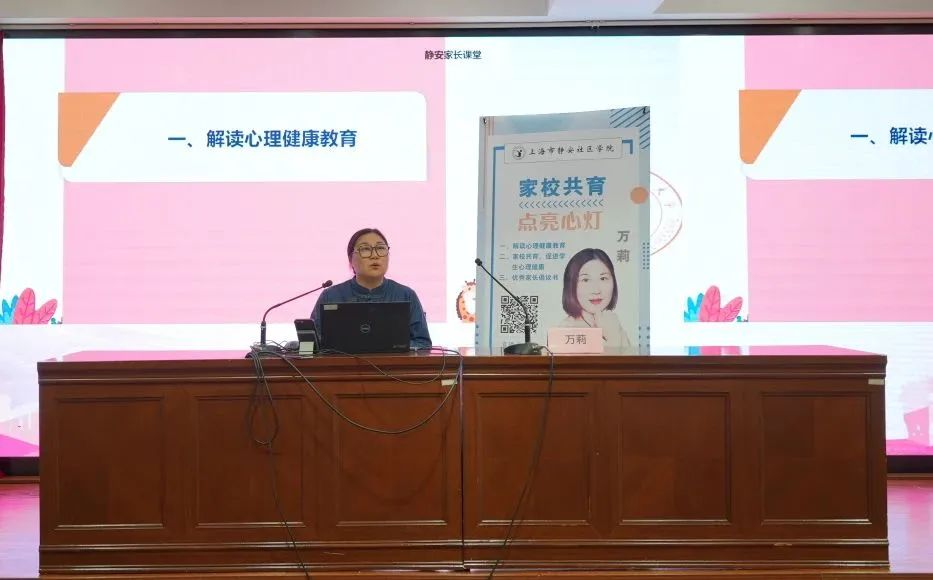 静安家长课堂
一、解读心理健康教育
一、解读心
上海市静安社区学院
家校共育
点亮心灯
万莉
一、解读心理健康教育
二、家校共育，促进学
生心理健康
三、优秀家长倡议书
万莉
DELL